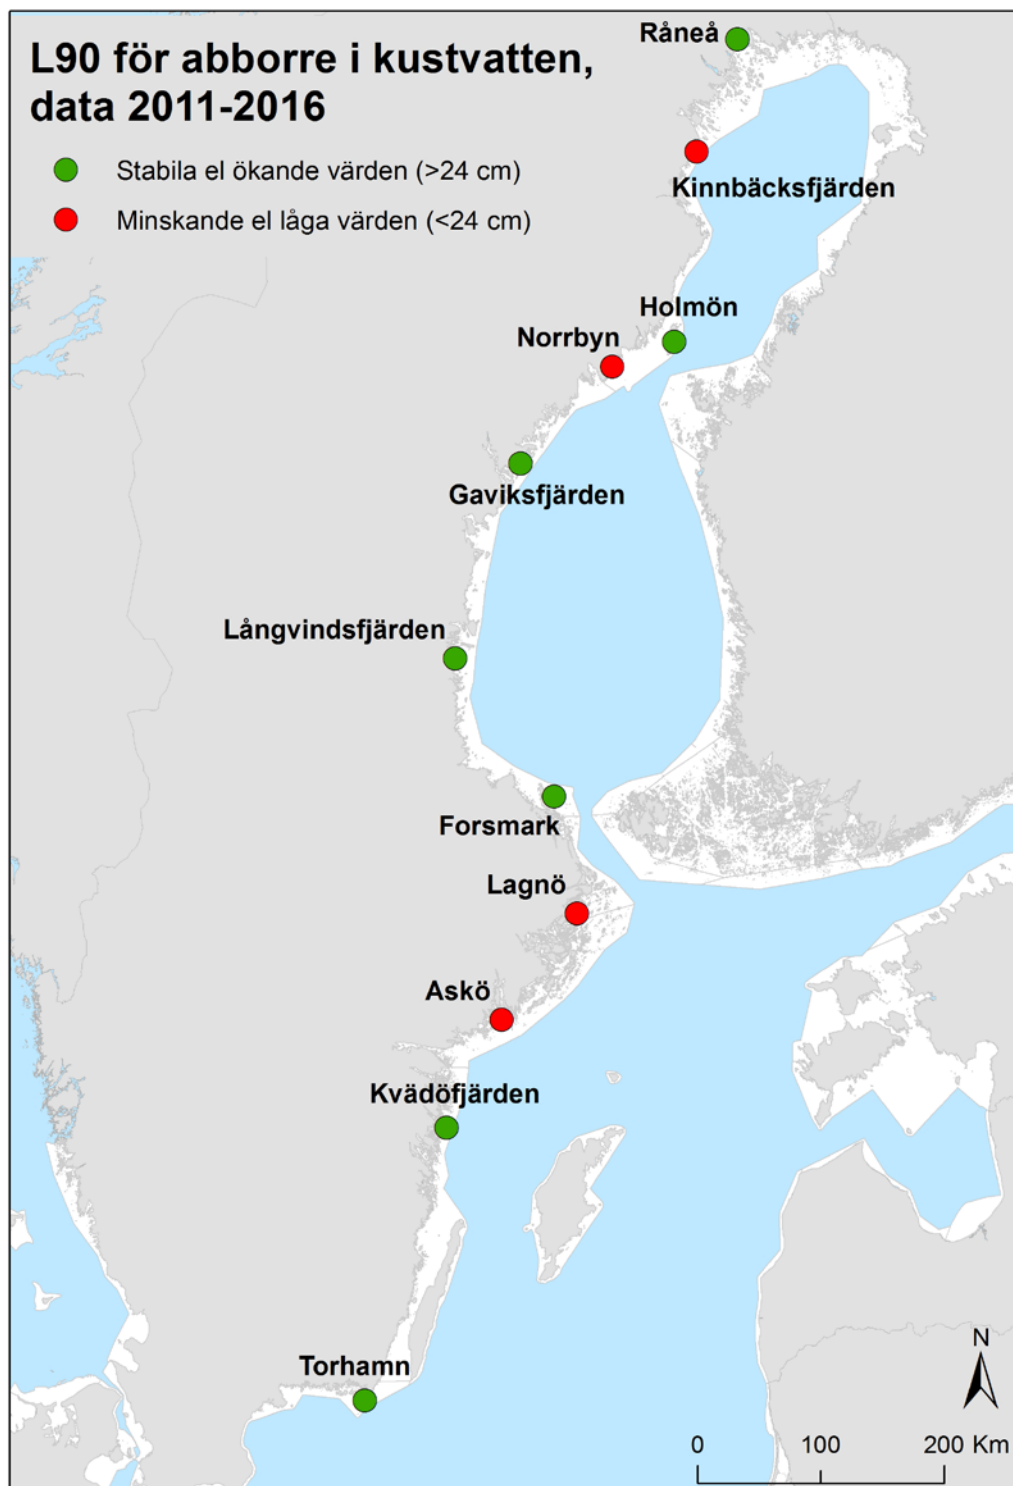 L90 för abborre i kustvatten,
data 2011-2016
Stabila el ökande värden (>24 cm)
Minskande el låga värden (<24 cm)
Råneå
Kinnbäcksfjärden
Holmön
Norrbyn
Gaviksfjärden
Långvindsfjärden
Forsmark
Lagnö
Askö
Kvädöfjärden
Torhamn
N
0 100 200 Km